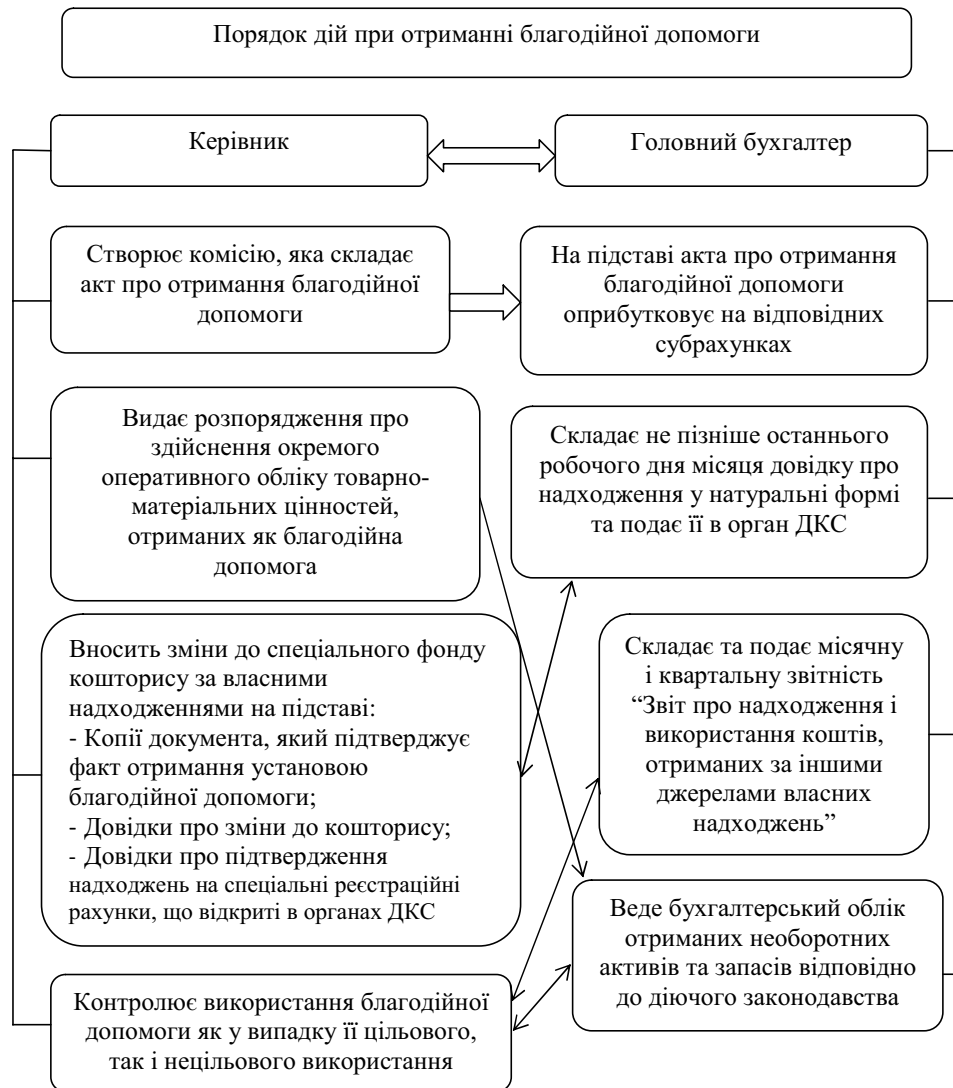 Порядок дій при отриманні благодійної допомоги
Керівник
Головний бухгалтер
Створює комісію, яка складає
акт про отримання благодійної
допомоги
На підставі акта про отримання
благодійної допомоги
оприбутковує на відповідних
субрахунках
Видає розпорядження про
здійснення окремого
оперативного обліку товарно-
матеріальних цінностей,
отриманих як благодійна
допомога
Складає не пізніше останнього
робочого дня місяця довідку про
надходження у натуральні формі
та подає її в орган ДКС
Вносить зміни до спеціального фонду
кошторису за власними
надходженнями на підставі:
- Копії документа, який підтверджує
факт отримання установою
благодійної допомоги;
- Довідки про зміни до кошторису;
- Довідки про підтвердження
надходжень на спеціальні реєстраційні
рахунки, що відкриті в органах ДКС
Складає та подає місячну
і квартальну звітність
“Звіт про надходження і
використання коштів,
отриманих за іншими
джерелами власних
надходжень”
Контролює використання благодійної
допомоги як у випадку її цільового,
так і нецільового використання
Веде бухгалтерський облік
отриманих необоротних
активів та запасів відповідно
до діючого законодавства